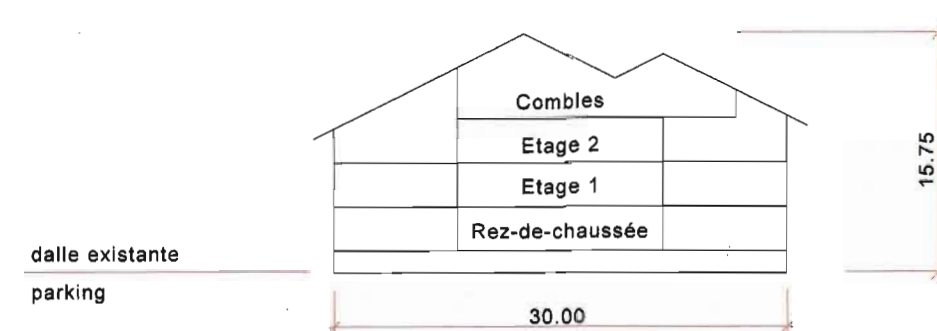 Combles
Etage 2
Etage 1
Rez-de-chaussée
dalle existante
parking
30.00
15.75